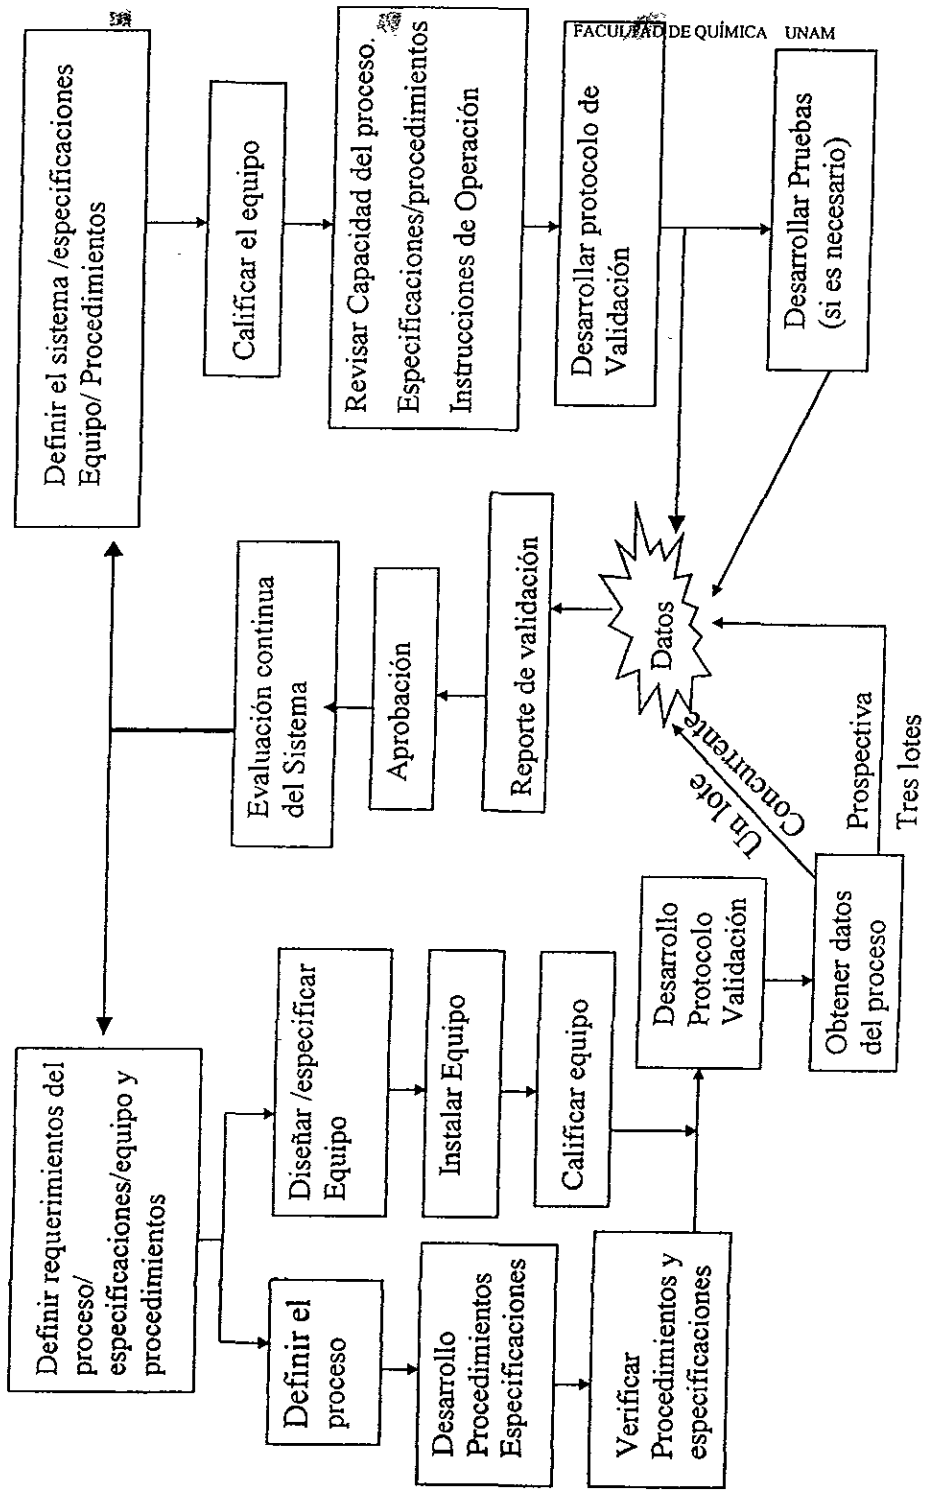 FACULTAD DE QUÍMICA UNAM
Definir requerimientos del
proceso/
especificaciones/equipo y
procedimientos
Definir el
proceso
Desarrollo
Procedimientos
Especificaciones
Verificar
Procedimientos y
especificaciones
Diseñar /especificar
Equipo
Instalar Equipo
Calificar equipo
Desarrollo
Protocolo
Validación
Obtener datos
del proceso
Un lote
Concurrente
Prospectiva
Tres lotes
Datos
Reporte de validación
Aprobación
Evaluación continua
del Sistema
Definir el sistema /especificaciones
Equipo/ Procedimientos
Calificar el equipo
Revisar Capacidad del proceso.
Especificaciones/procedimientos
Instrucciones de Operación
Desarrollar protocolo de
Validación
Desarrollar Pruebas
(si es necesario)